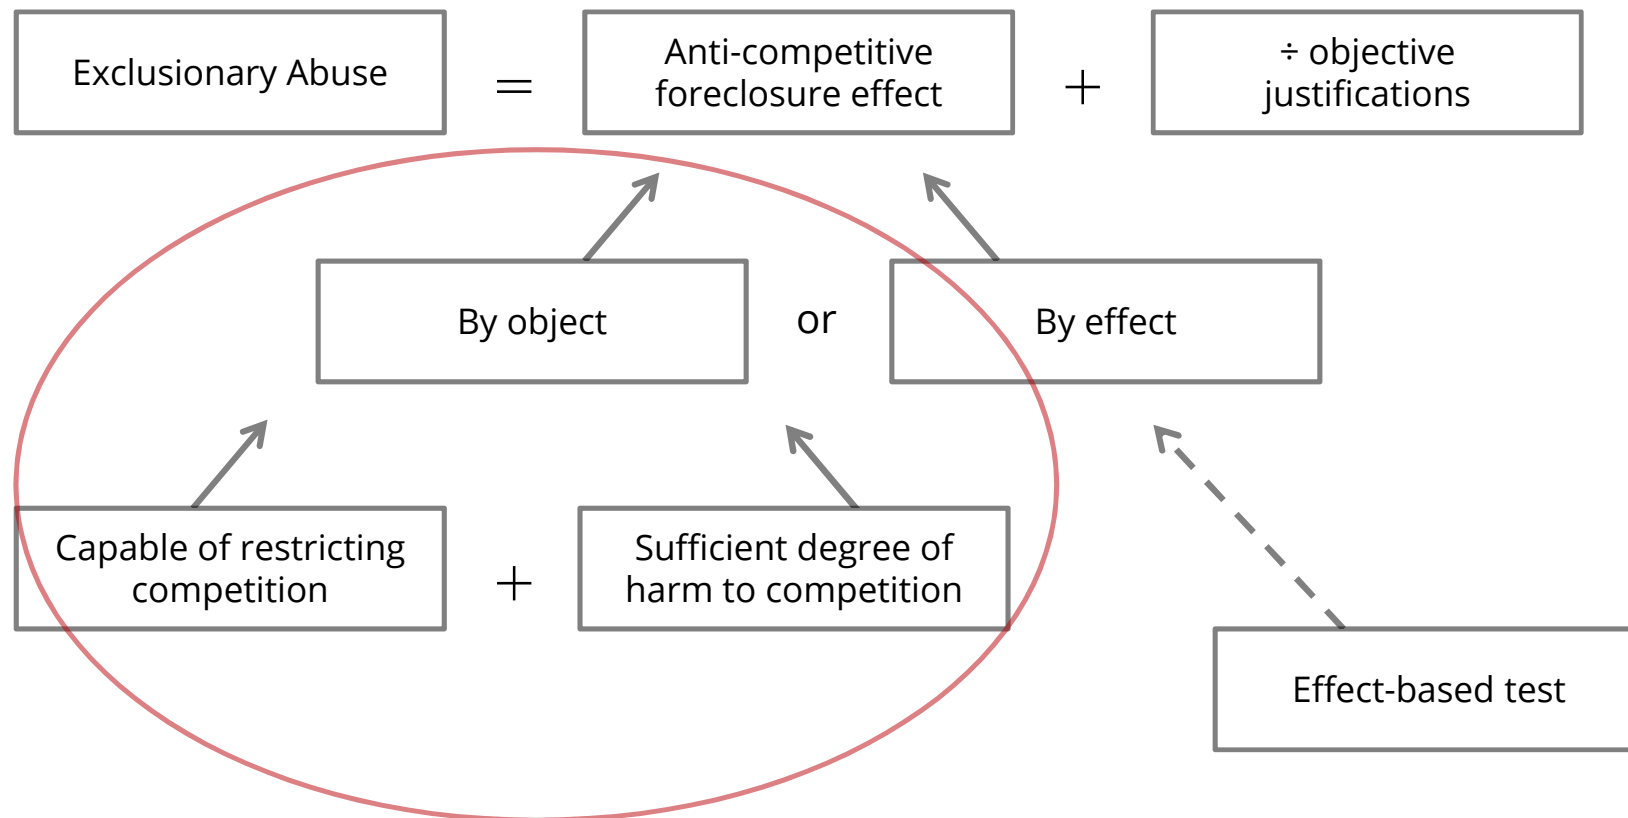 Exclusionary Abuse
=
Anti-competitive
foreclosure effect
+
÷ objective
justifications
By object
or
By effect
Capable of restricting
competition
+
Sufficient degree of
harm to competition
Effect-based test